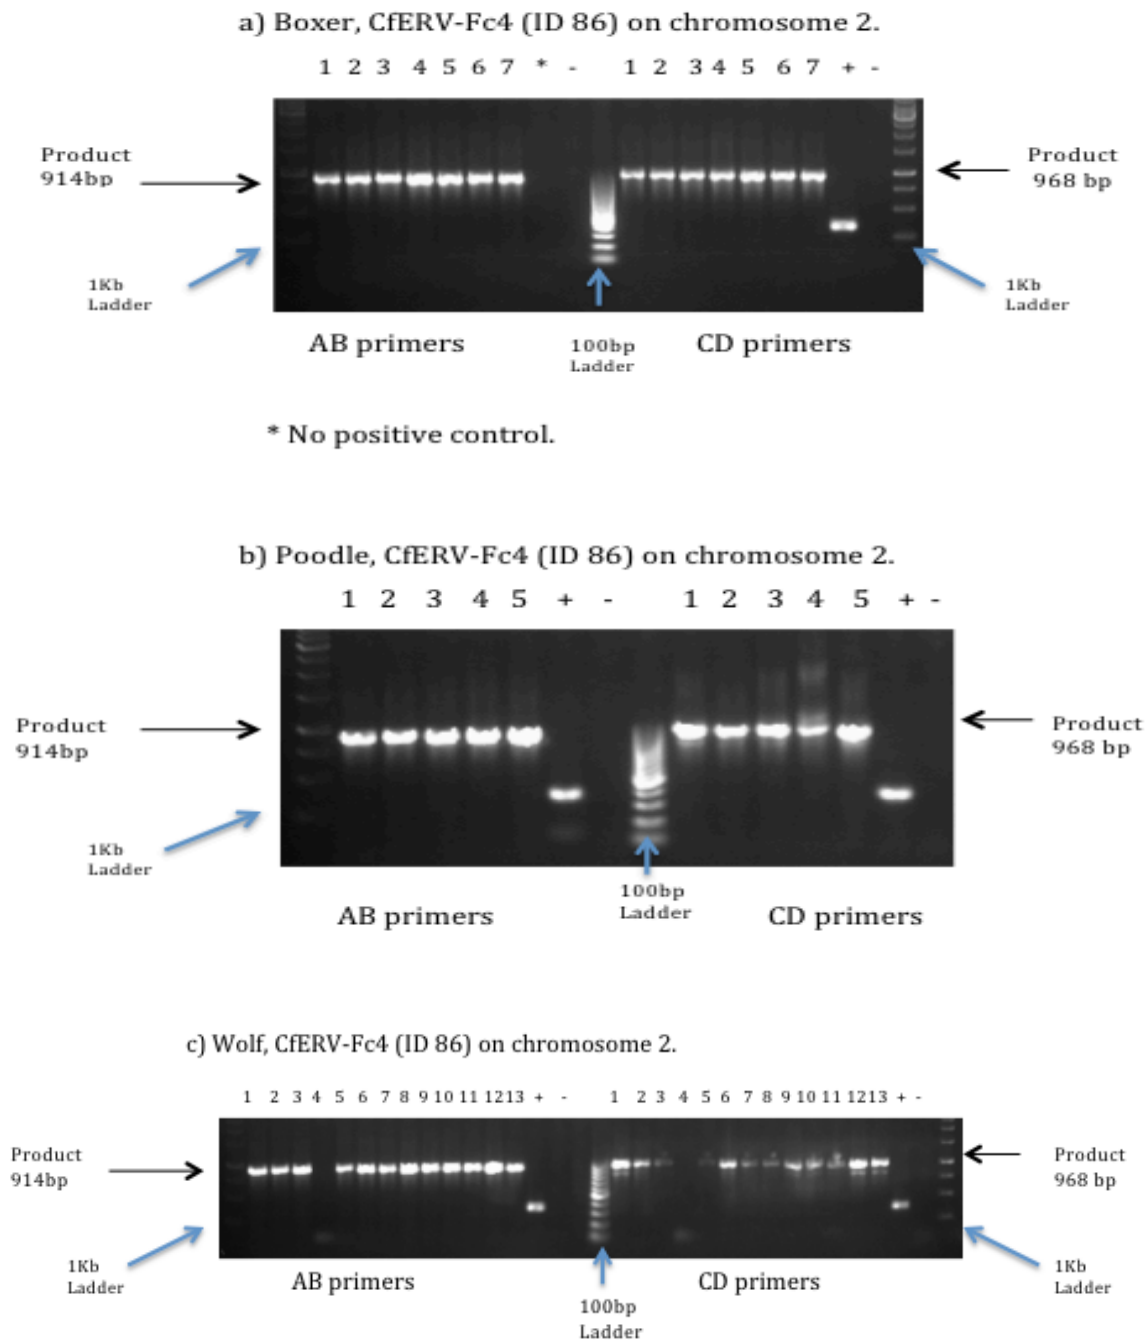 a) Boxer, CfERV-Fc4 (ID 86) on chromosome 2.
1 2 3 4 5 6 7 * - 1 2 3 4 5 6 7 + -
Product
914bp
Product
968 bp
1Kb
Ladder
1Kb
Ladder
AB primers
100bp
Ladder
CD primers
* No positive control.
b) Poodle, CfERV-Fc4 (ID 86) on chromosome 2.
1 2 3 4 5 + - 1 2 3 4 5 + -
Product
914bp
Product
968 bp
1Kb
Ladder
AB primers
100bp
Ladder
CD primers
c) Wolf, CfERV-Fc4 (ID 86) on chromosome 2.
1 2 3 4 5 6 7 8 9 10 11 12 13 + - 1 2 3 4 5 6 7 8 9 10 11 12 13 + -
Product
914bp
Product
968 bp
1Kb
Ladder
1Kb
Ladder
AB primers
100bp
Ladder
CD primers